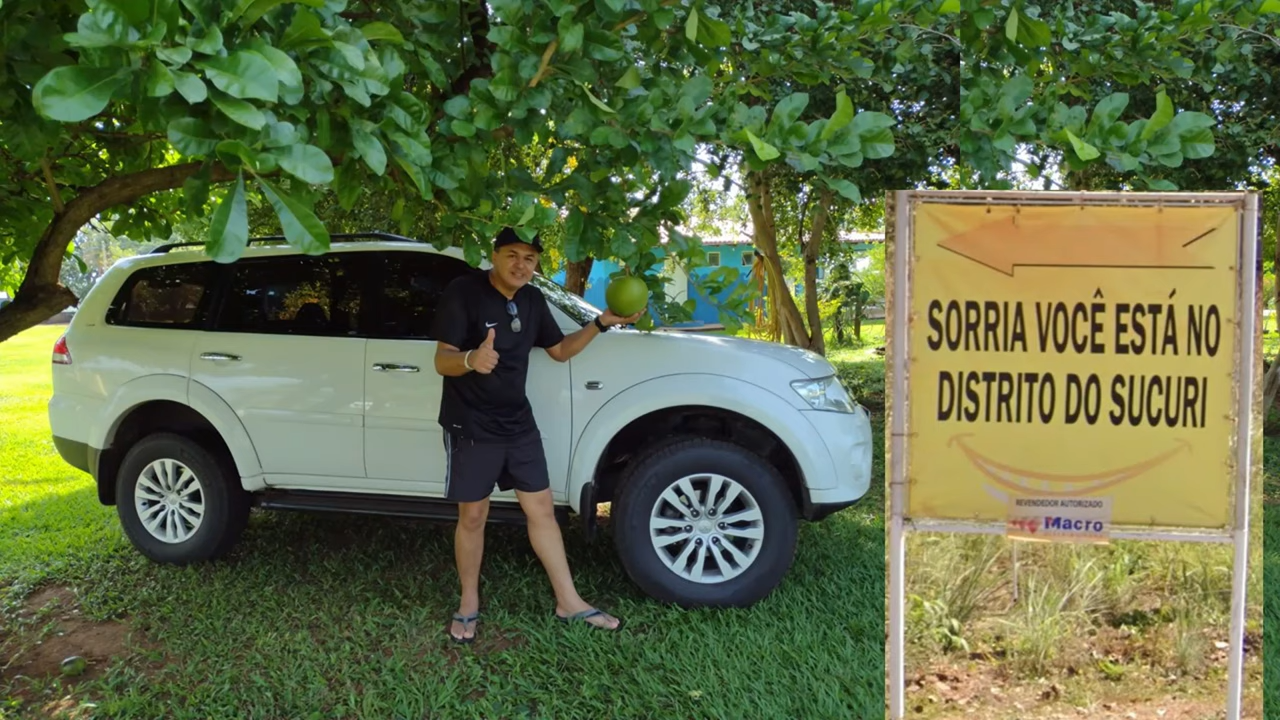 SORRIA VOCÊ ESTÁ NO
DISTRITO DO SUCURI
REVENDEDOR AUTORIZADO
Macro